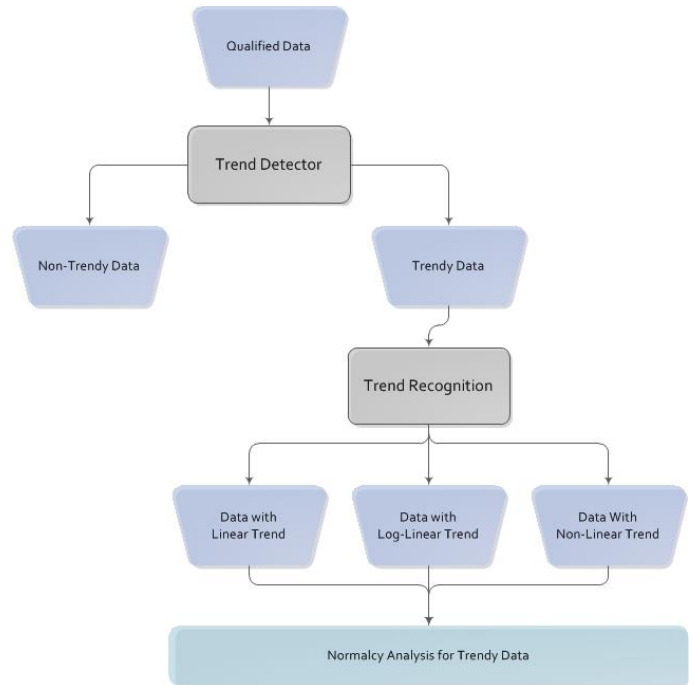 Qualified Data
Trend Detector
Non-Trendy Data
Trendy Data
Trend Recognition
Data with
Linear Trend
Data with
Log-Linear Trend
Data With
Non-Linear Trend
Normalcy Analysis for Trendy Data